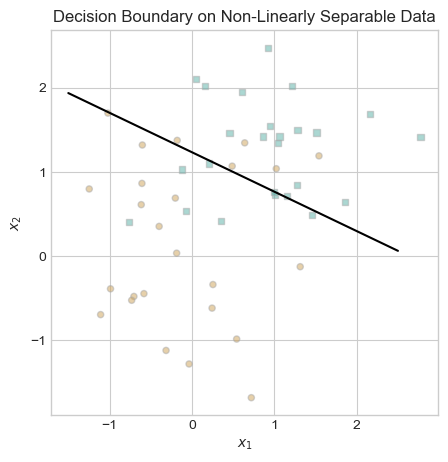 Decision Boundary on Non-Linearly Separable Data
2
1
0
−1
x₂
−1 0 1 2
x₁